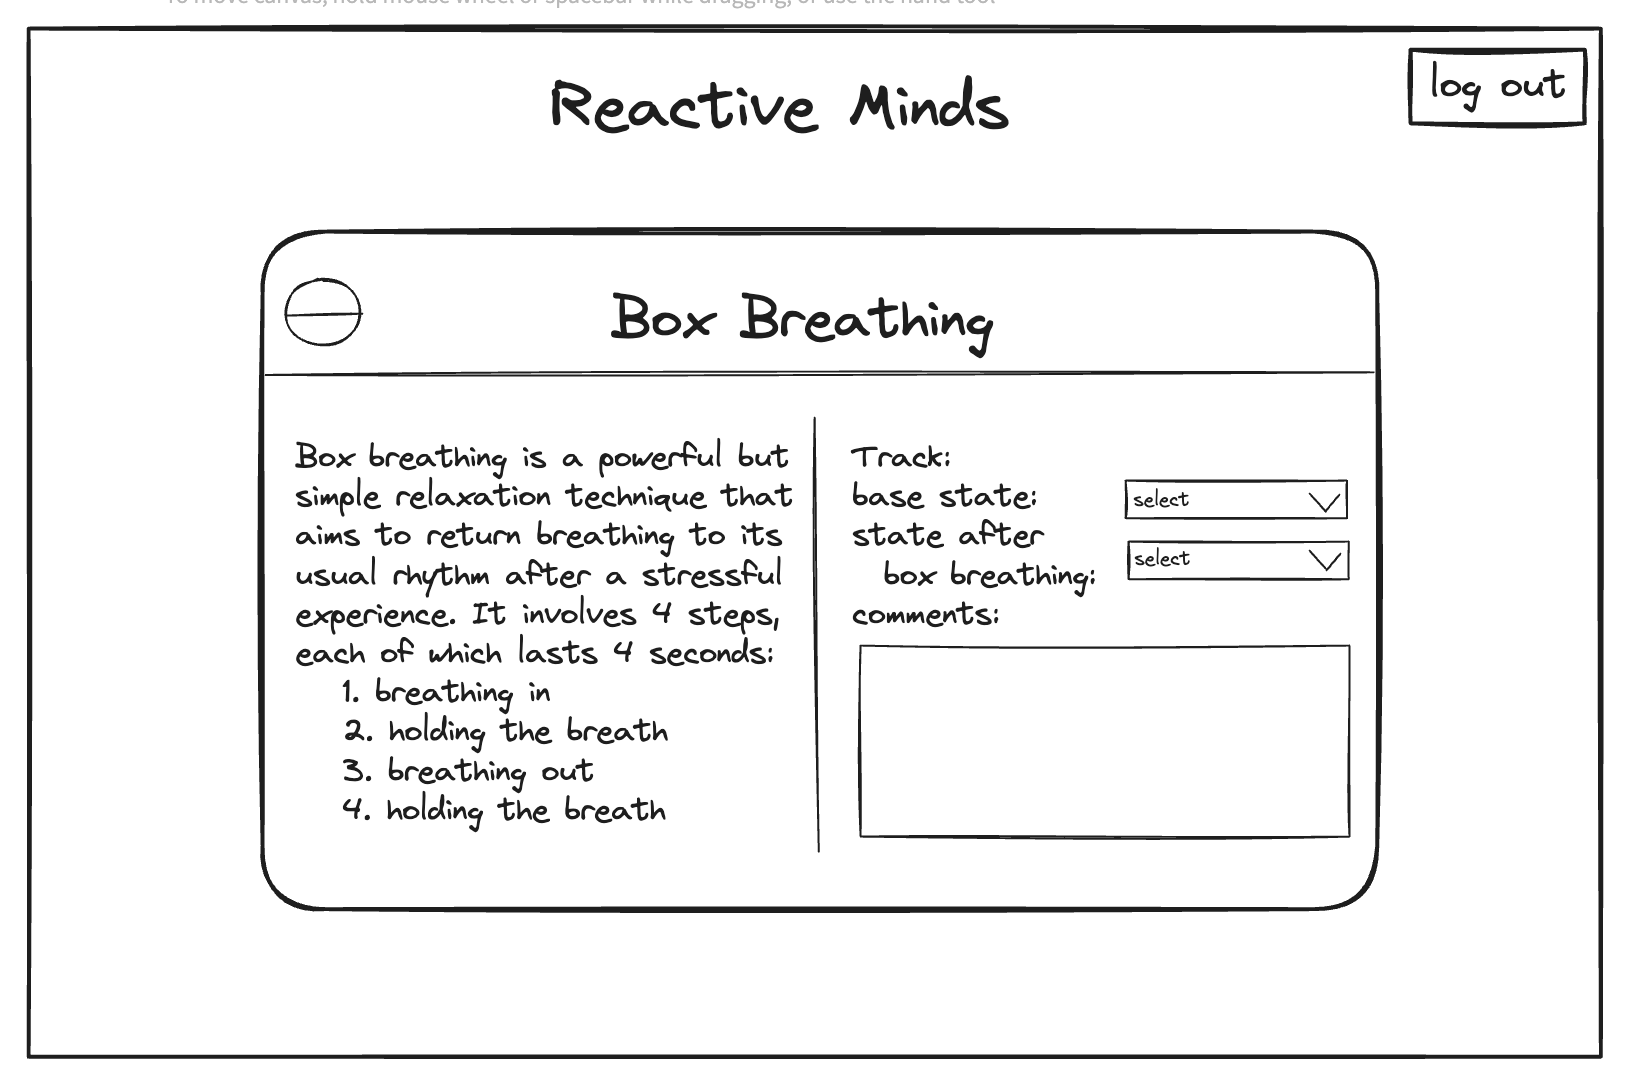 To move canvas, hold mouse wheel or spacebar while dragging, or use the hand tool
Reactive Minds
log out
Box Breathing
Box breathing is a powerful but
simple relaxation technique that
aims to return breathing to its
usual rhythm after a stressful
experience. It involves 4 steps,
each of which lasts 4 seconds:
1. breathing in
2. holding the breath
3. breathing out
4. holding the breath
Track:
base state:
select
state after
box breathing:
select
comments: